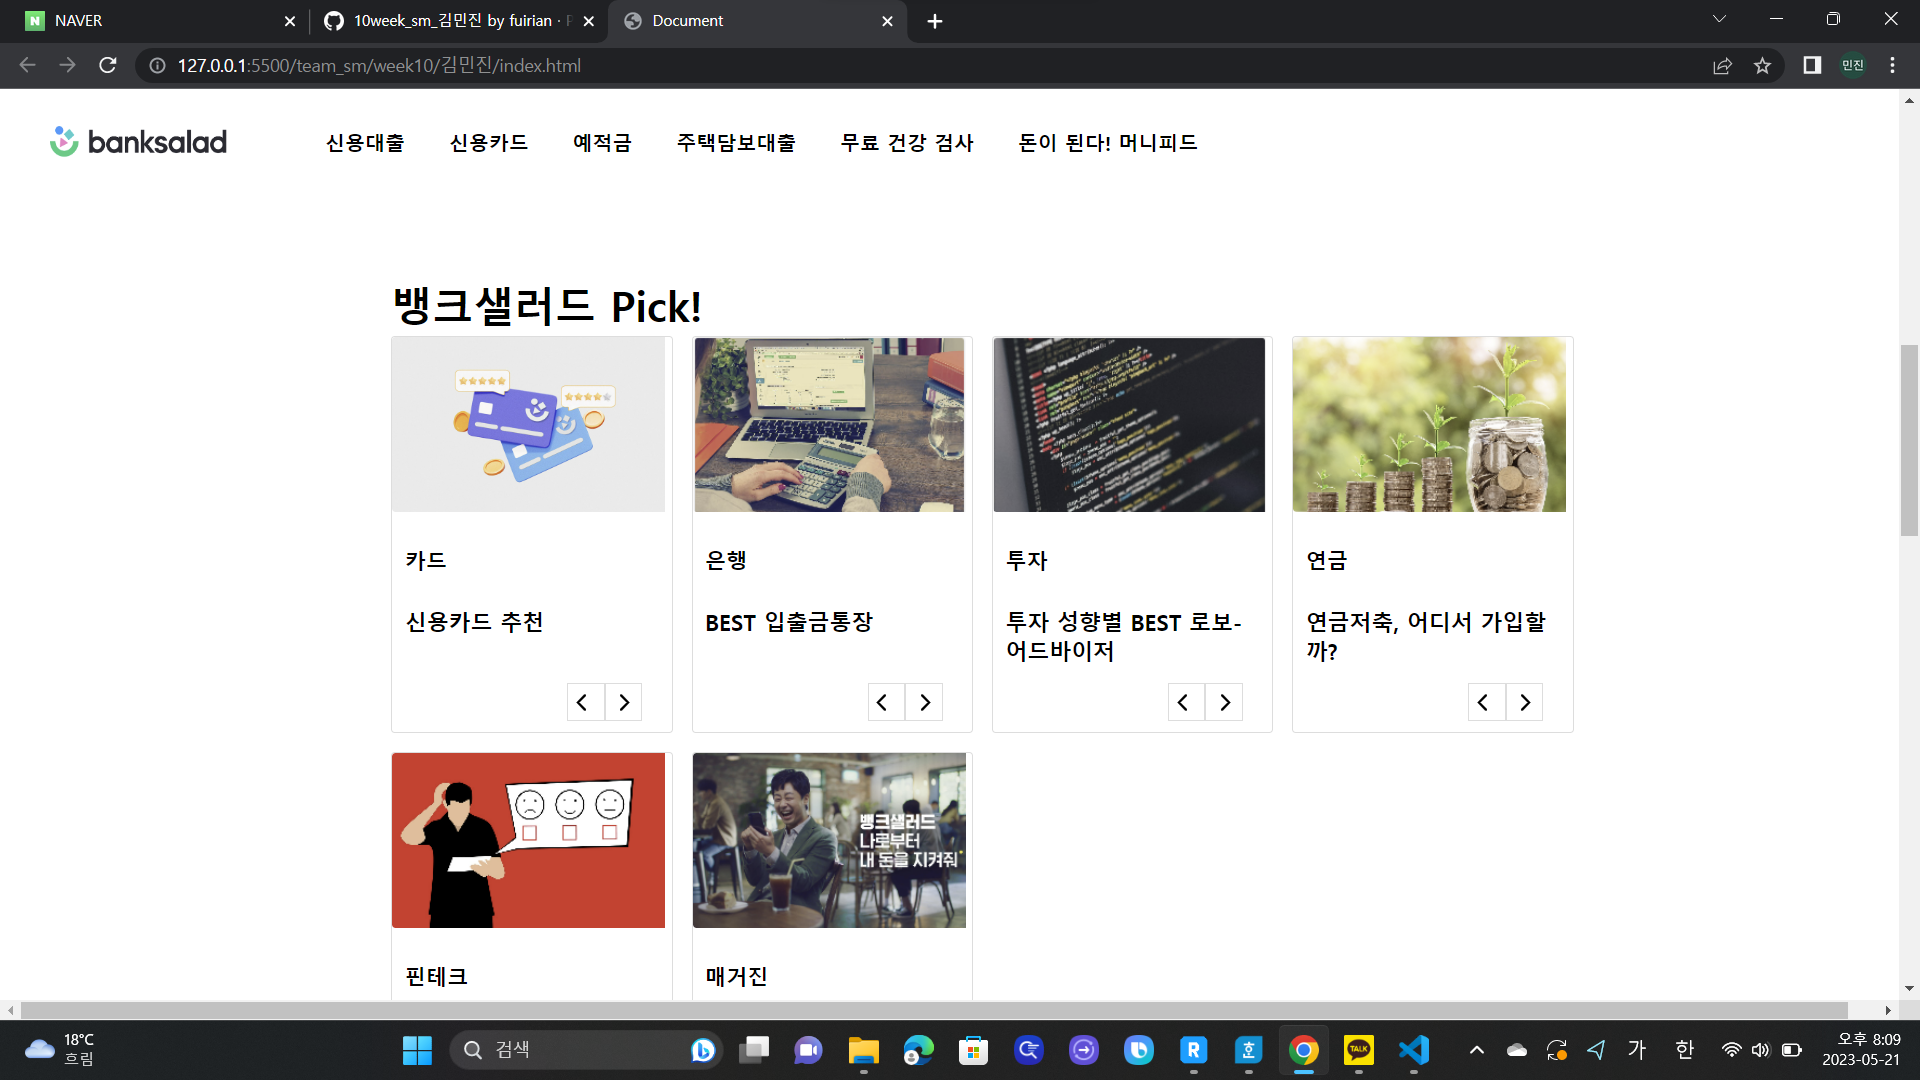 NAVER
10week_sm_김민진 by fuirian ·
Document
127.0.0.1:5500/team_sm/week10/김민진/index.html
민진
banksalad
신용대출
신용카드
예적금
주택담보대출
무료 건강 검사
돈이 된다! 머니피드
뱅크샐러드 Pick!
카드
은행
투자
연금
신용카드 추천
BEST 입출금통장
투자 성향별 BEST 로보-
어드바이저
연금저축, 어디서 가입할
까?
뱅크샐러드
나로부터
내 돈을 지켜줘
핀테크
매거진
18°C
흐림
검색
R
호
TALK
가
한
오후 8:09
2023-05-21